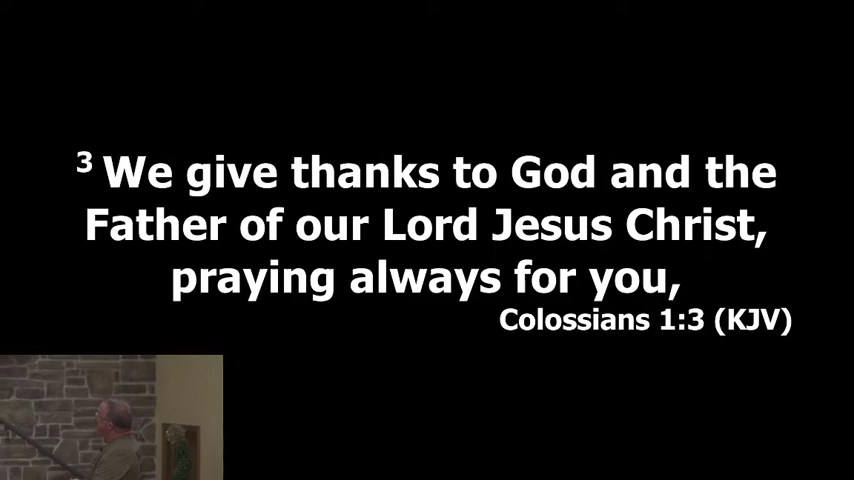 3 We give thanks to God and the
Father of our Lord Jesus Christ,
praying always for you,
Colossians 1:3 (KJV)